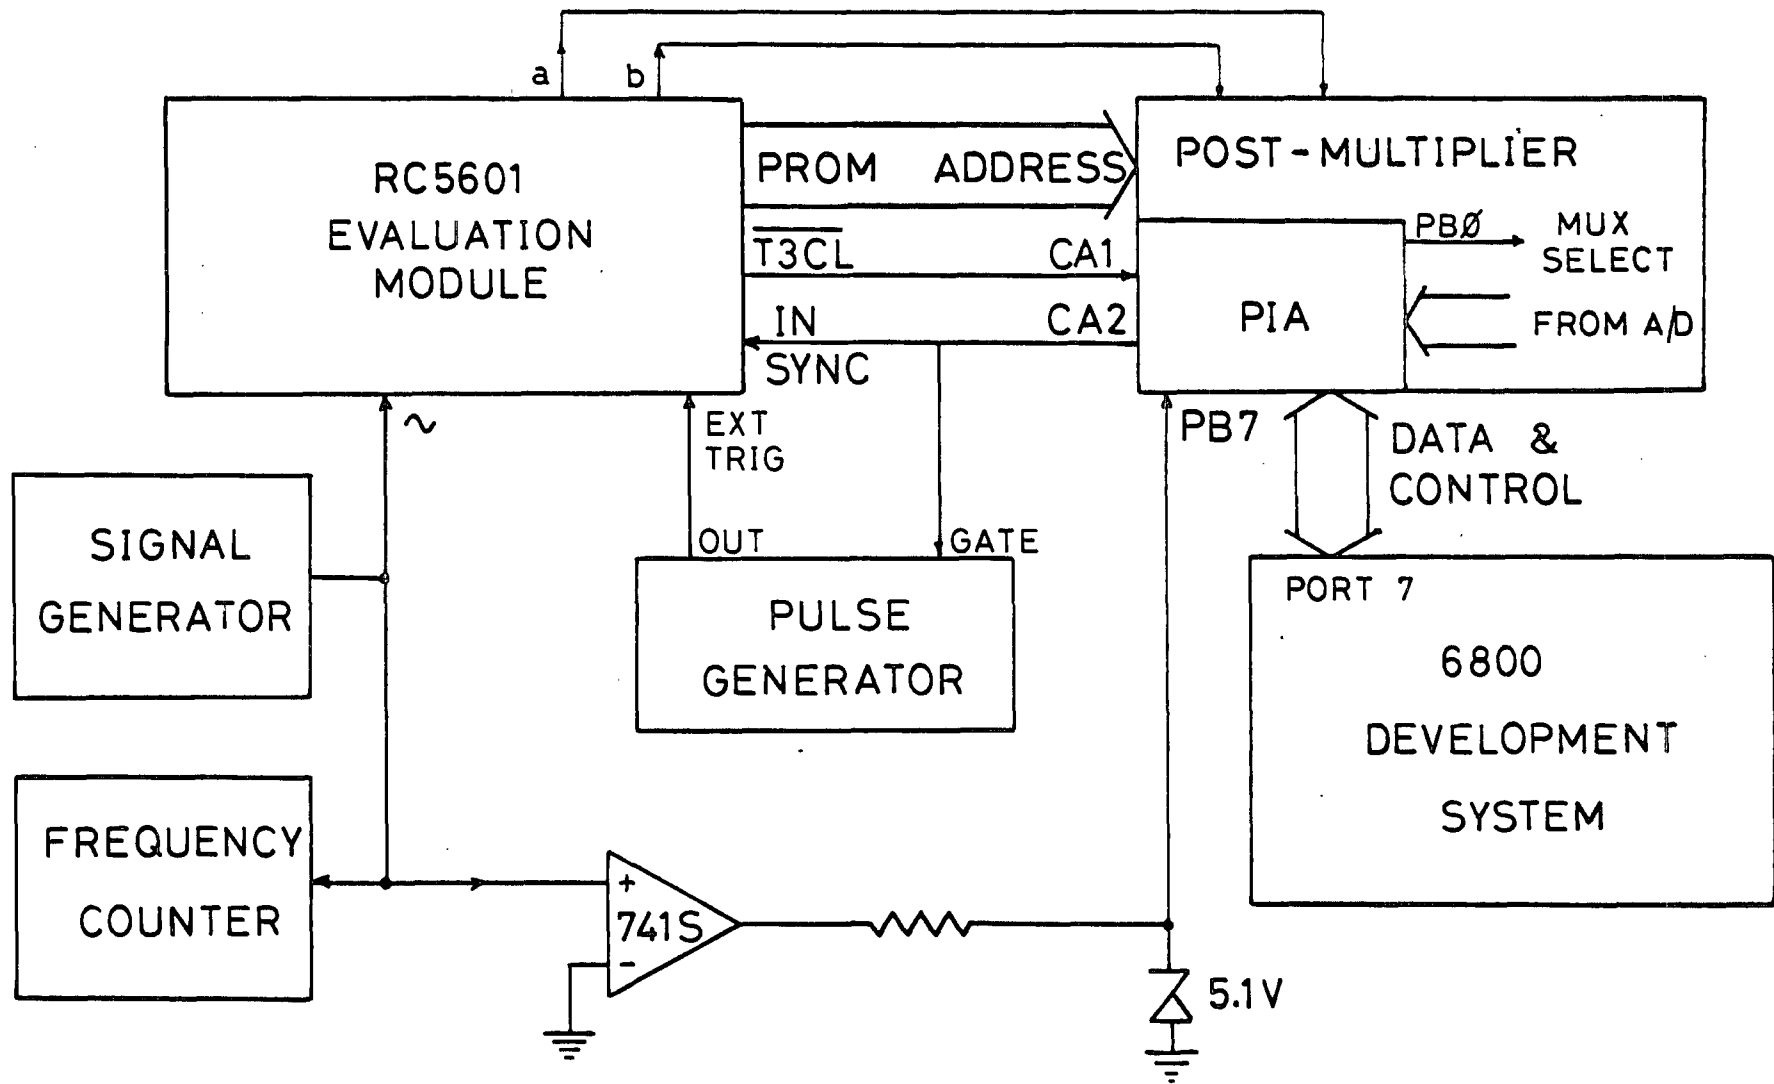 a
b
RC5601
EVALUATION
MODULE
PROM ADDRESS
T3CL
CA1
IN
SYNC
CA2
POST-MULTIPLIER
PBØ
MUX
SELECT
PIA
FROM A/D
~
EXT
TRIG
PB7
DATA &
CONTROL
SIGNAL
GENERATOR
OUT
GATE
PULSE
GENERATOR
PORT 7
6800
DEVELOPMENT
SYSTEM
FREQUENCY
COUNTER
+
741S
-
5.1V